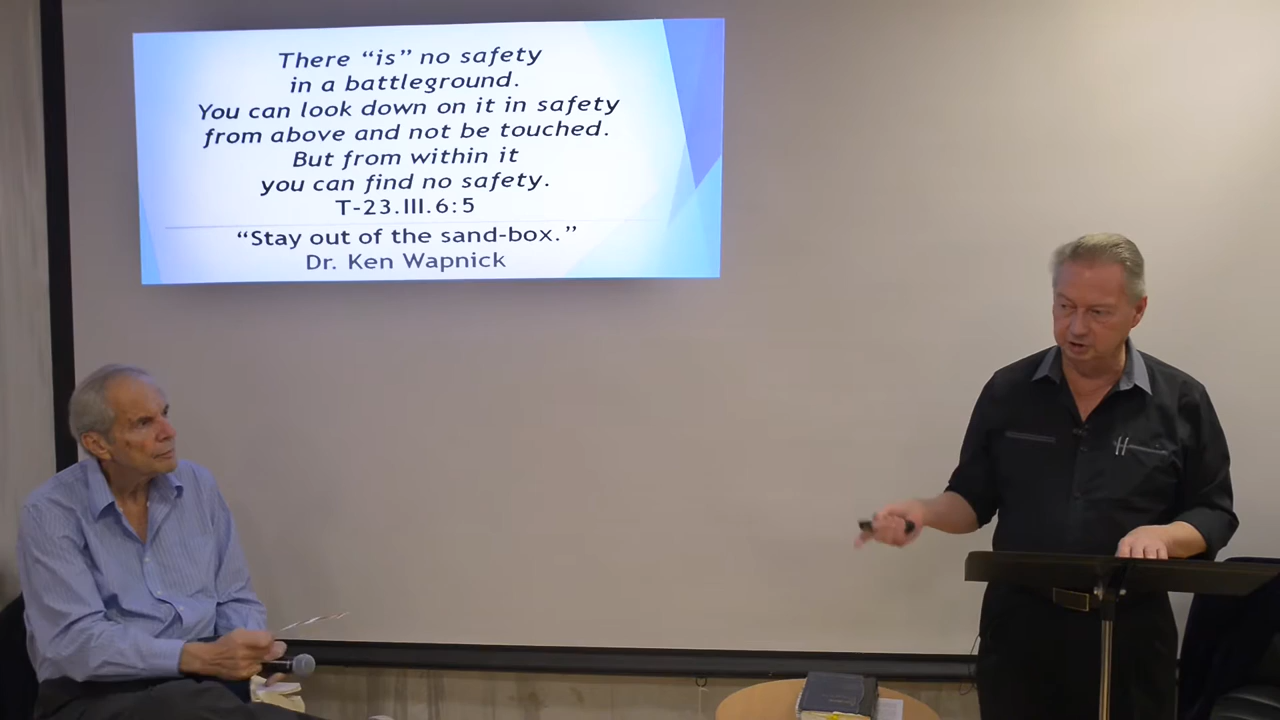 There “is” no safety
in a battleground.
You can look down on it in safety
from above and not be touched.
But from within it
you can find no safety.
T-23.III.6:5
“Stay out of the sand-box.”
Dr. Ken Wapnick